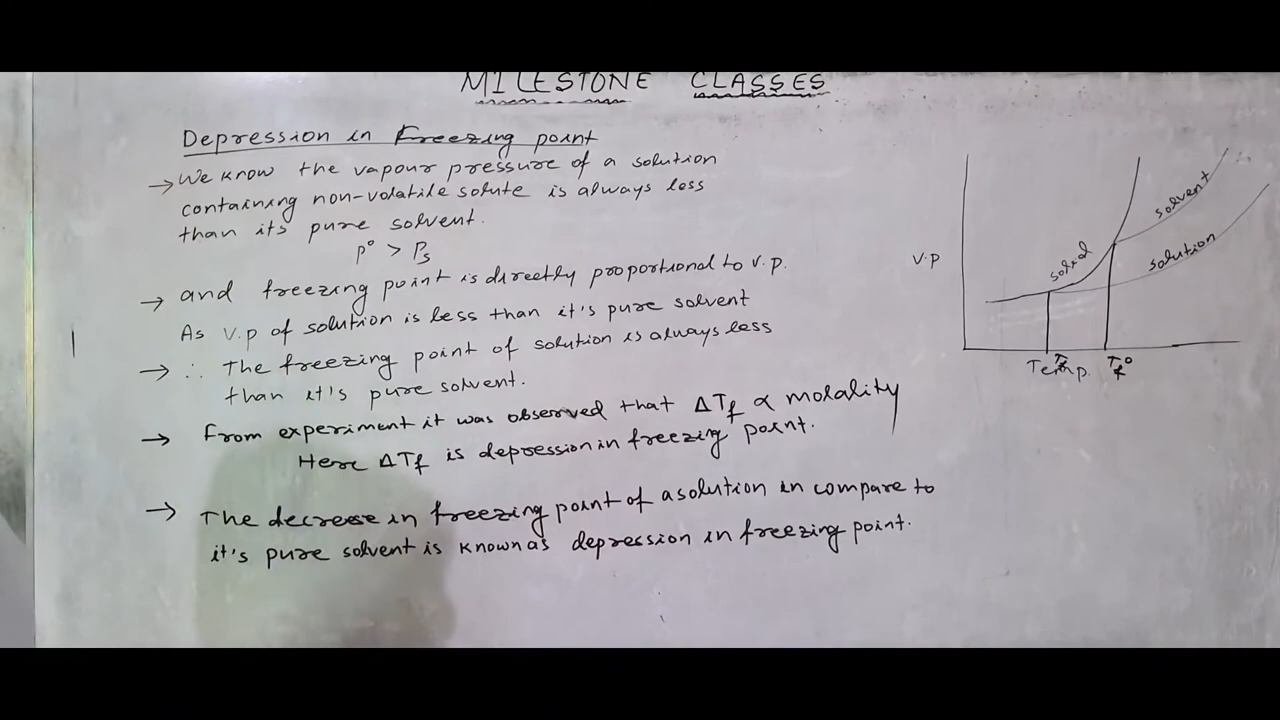 MILESTONE CLASSES
Depression in Freezing point
→ We know the vapour pressure of a solution
containing non-volatile solute is always less
than its pure solvent.
p° > Ps
→ and freezing point is directly proportional to v.p.
As v.p of solution is less than it's pure solvent
→ ∴ The freezing point of solution is always less
than it's pure solvent.
→ From experiment it was observed that ΔTf ∝ molality
Here ΔTf is depression in freezing point.
→ The decrease in freezing point of a solution in compare to
it's pure solvent is known as depression in freezing point.
solvent
solid
solution
v.p
Tf
Tf°
Temp.